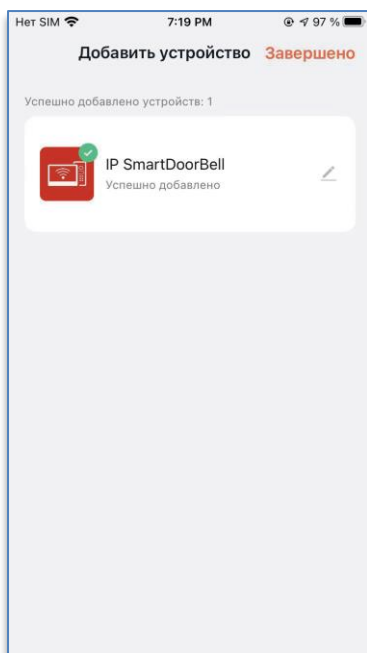 Нет SIM 7:19 PM 97 %
Добавить устройство Завершено
Успешно добавлено устройств: 1
IP SmartDoorBell
Успешно добавлено